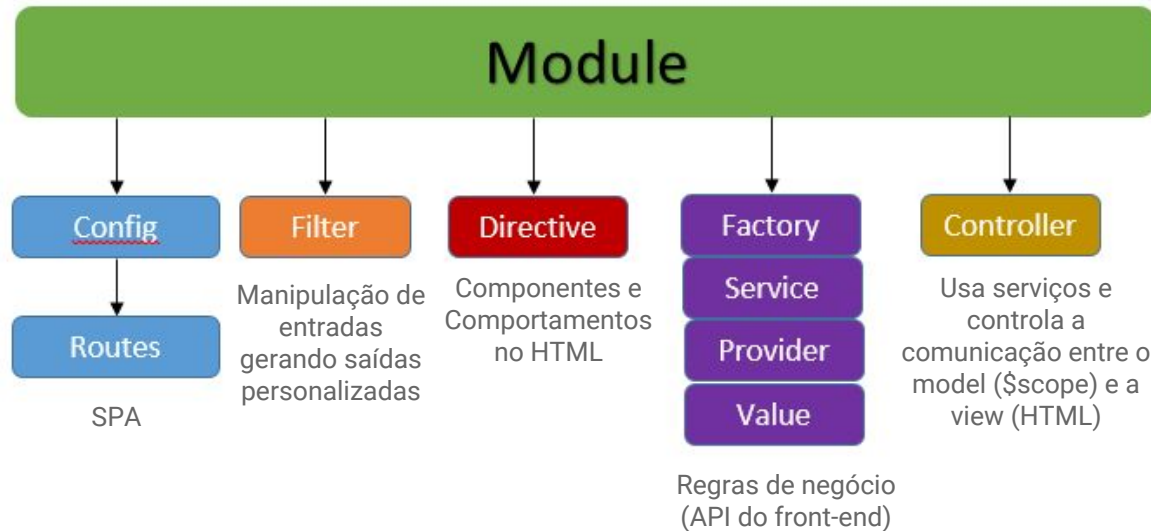 Module
Config
Routes
SPA
Filter
Manipulação de
entradas
gerando saídas
personalizadas
Directive
Componentes e
Comportamentos
no HTML
Factory
Service
Provider
Value
Regras de negócio
(API do front-end)
Controller
Usa serviços e
controla a
comunicação entre o
model ($scope) e a
view (HTML)